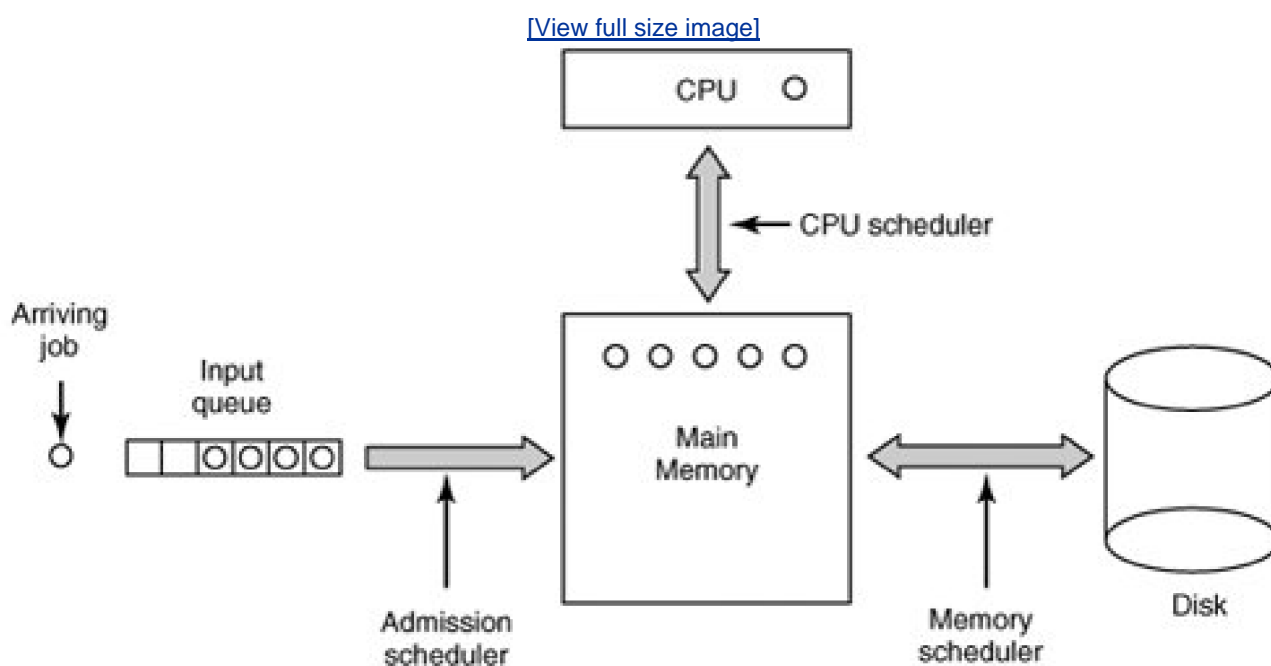 [View full size image]
CPU
CPU scheduler
Arriving
job
Input
queue
Main
Memory
Admission
scheduler
Memory
scheduler
Disk